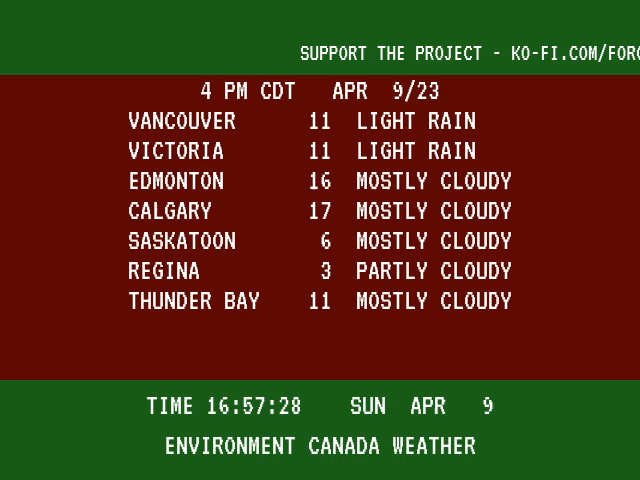 SUPPORT THE PROJECT - KO-FI.COM/FORC
4 PM CDT APR 9/23
VANCOUVER 11 LIGHT RAIN
VICTORIA 11 LIGHT RAIN
EDMONTON 16 MOSTLY CLOUDY
CALGARY 17 MOSTLY CLOUDY
SASKATOON 6 MOSTLY CLOUDY
REGINA 3 PARTLY CLOUDY
THUNDER BAY 11 MOSTLY CLOUDY
TIME 16:57:28 SUN APR 9
ENVIRONMENT CANADA WEATHER